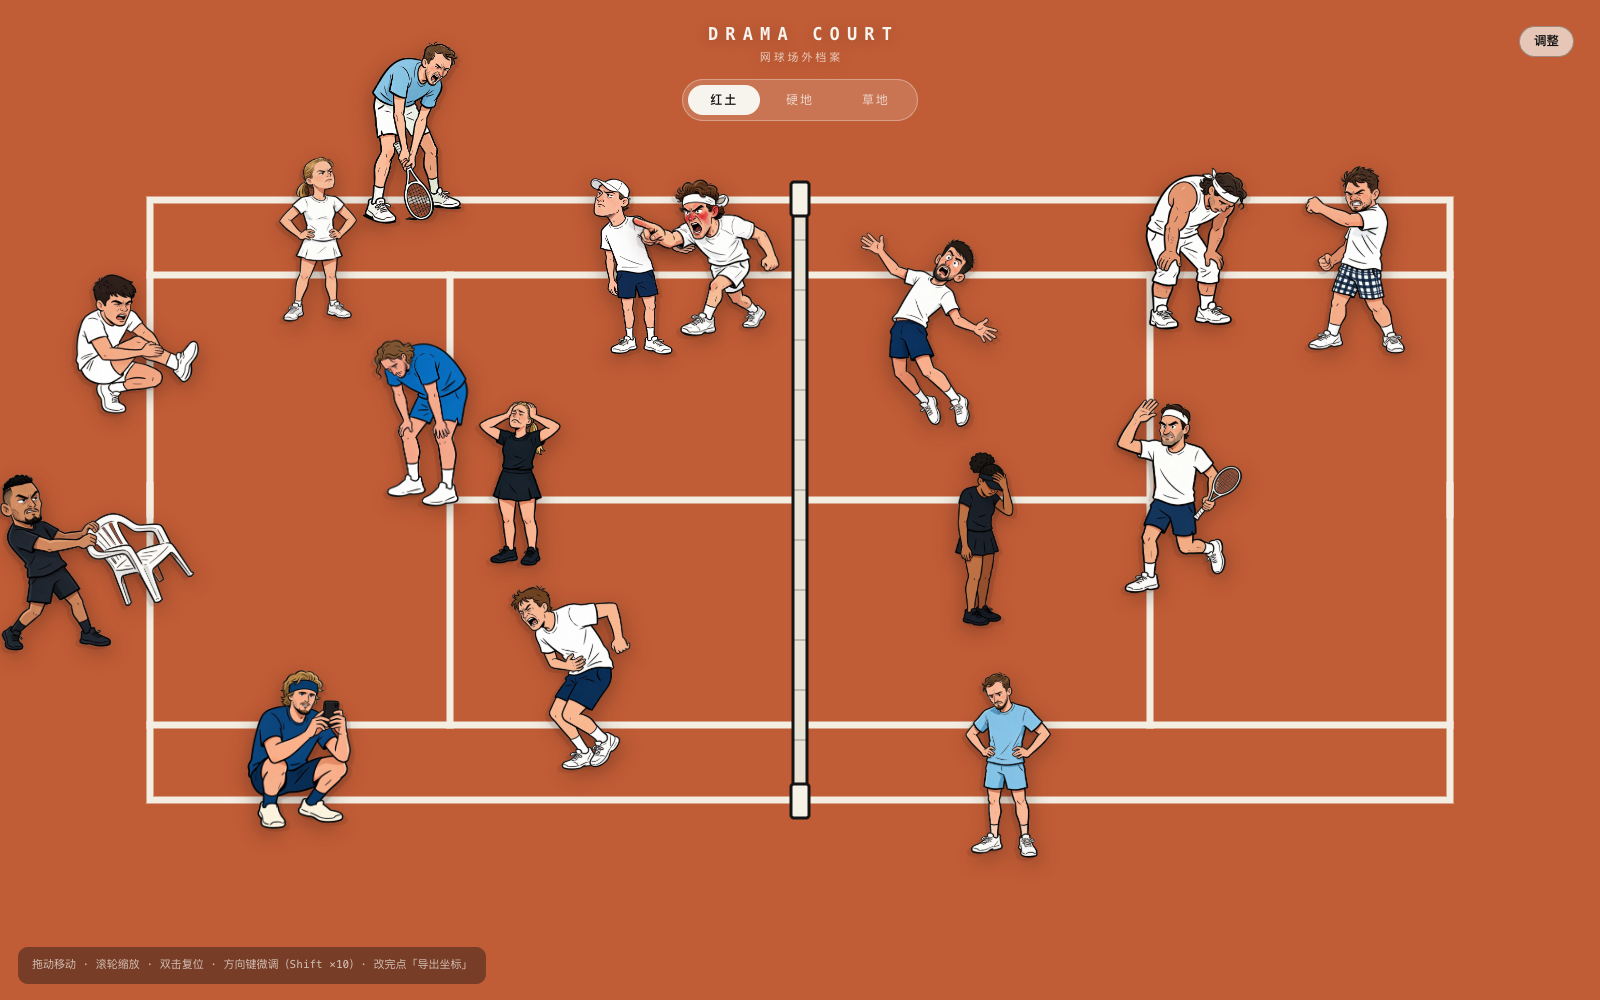 DRAMA COURT
网球场外档案
红土 硬地 草地
调整
拖动移动 · 滚轮缩放 · 双击复位 · 方向键微调 (Shift ×10) · 改完点「导出坐标」